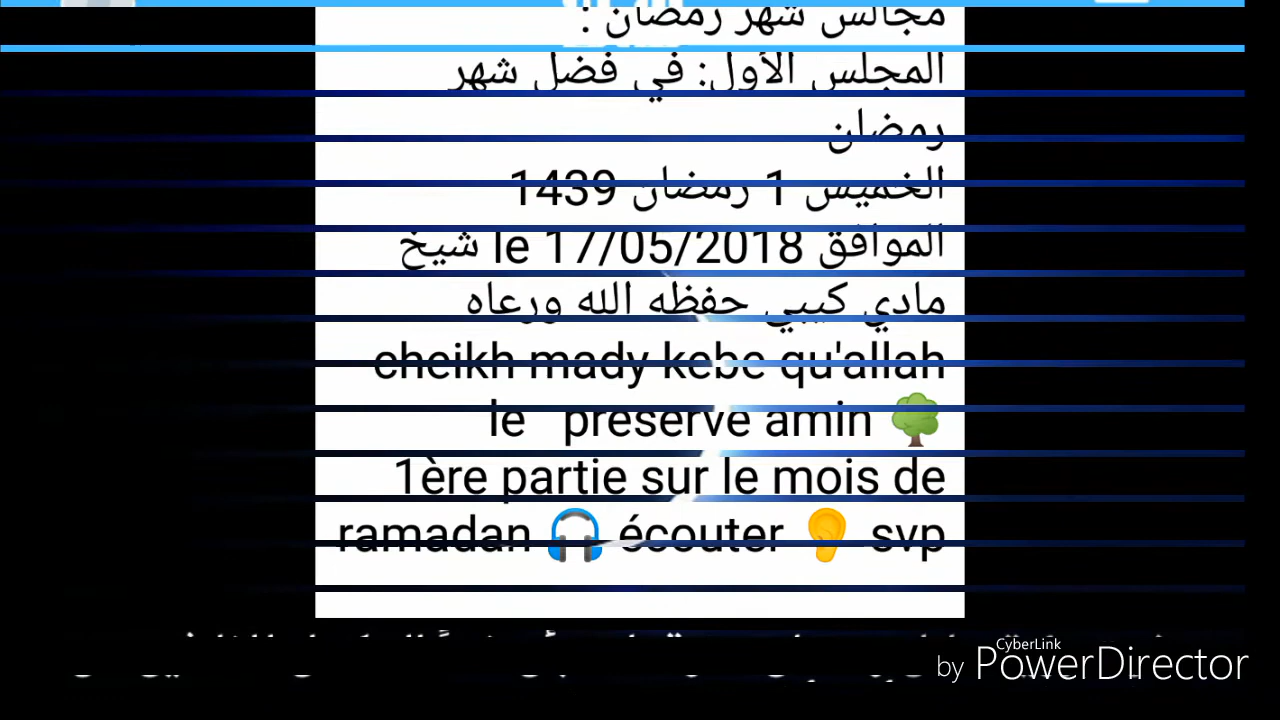 مجالس شهر رمضان :
المجلس الأول: في فضل شهر
رمضان
الخميس 1 رمضان 1439
الموافق le 17/05/2018 شيخ
مادي كيبي حفظه الله ورعاه
cheikh mady kebe qu'allah
le preserve amin 🌳
1ère partie sur le mois de
ramadan 🎧 écouter 👂 svp
by CyberLink PowerDirector